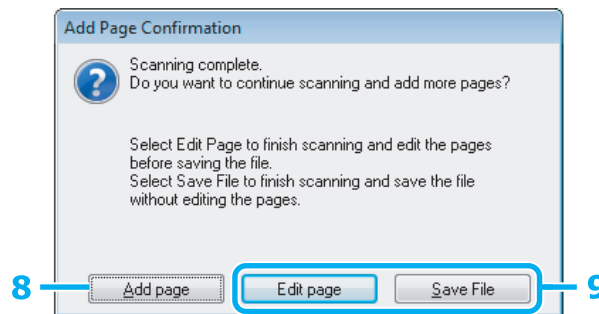 Add Page Confirmation
Scanning complete.
Do you want to continue scanning and add more pages?
Select Edit Page to finish scanning and edit the pages
before saving the file.
Select Save File to finish scanning and save the file
without editing the pages.
8 Add page Edit page Save File 9